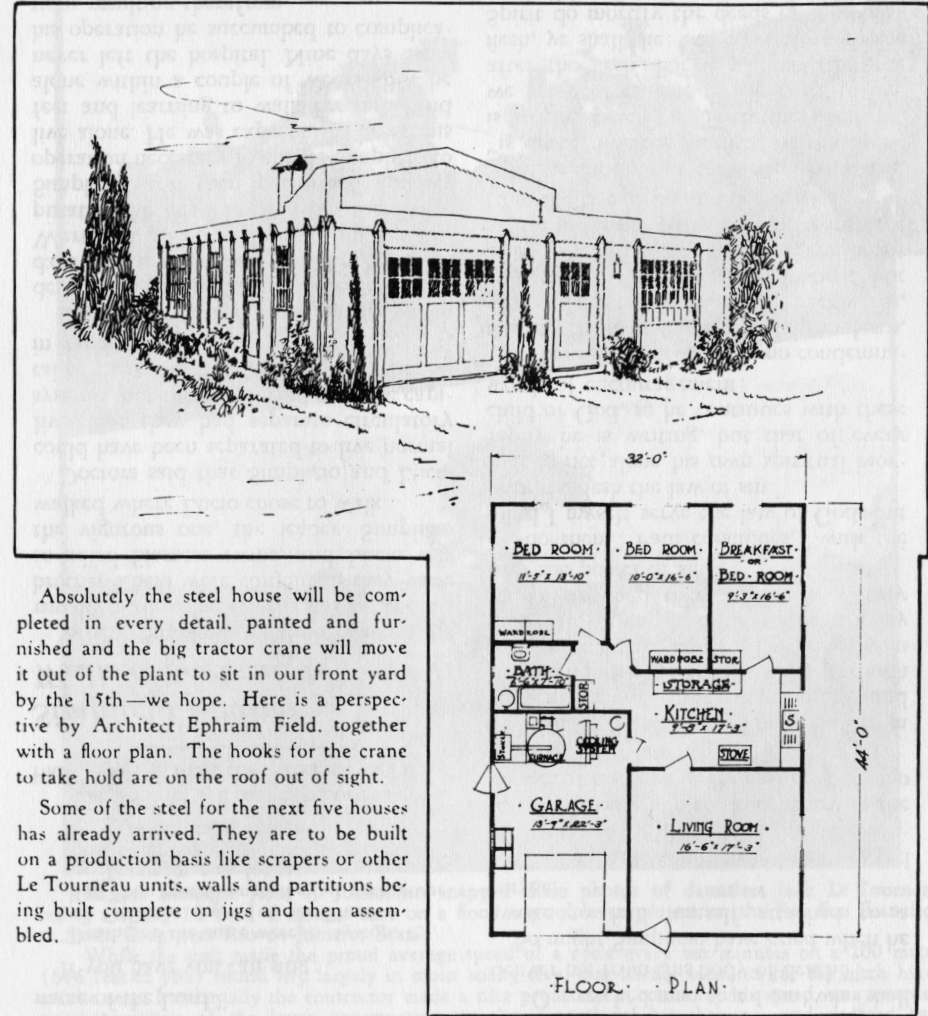 Absolutely the steel house will be com-
pleted in every detail, painted and fur-
nished and the big tractor crane will move
it out of the plant to sit in our front yard
by the 15th—we hope. Here is a perspec-
tive by Architect Ephraim Field, together
with a floor plan. The hooks for the crane
to take hold are on the roof out of sight.
Some of the steel for the next five houses
has already arrived. They are to be built
on a production basis like scrapers or other
Le Tourneau units, walls and partitions be-
ing built complete on jigs and then assem-
bled.
32'-0"
44'-0"
BED ROOM
11'-3" x 13'-10"
BED ROOM
10'-0" x 16'-6"
BREAKFAST
OR
BED-ROOM
9'-3" x 16'-6"
WARDROBE
WARDROBE
STOR.
BATH
STOR.
STORAGE
KITCHEN
S
STOVE
FURNACE
GARAGE
LIVING ROOM
16'-6" x 17'-3"
FLOOR PLAN